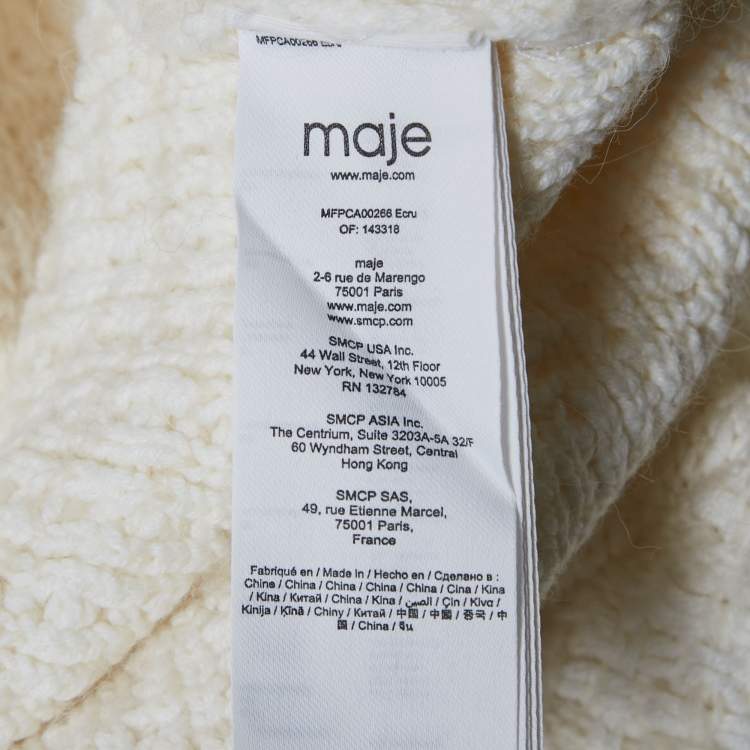 MFPCA00266 Ecru
maje
www.maje.com
MFPCA00266 Ecru
OF: 143318
maje
2-6 rue de Marengo
75001 Paris
www.maje.com
www.smcp.com
SMCP USA Inc.
44 Wall Street, 12th Floor
New York, New York 10005
RN 132784
SMCP ASIA Inc.
The Centrium, Suite 3203A-5A 32/F
60 Wyndham Street, Central
Hong Kong
SMCP SAS,
49, rue Etienne Marcel,
75001 Paris,
France
Fabriqué en / Made in / Hecho en / Сделано в :
Chine / China / China / China / China / Cina / Kina
/ Kina / Китай / China / Kina / الصين / Çin / Κίνα /
Kinija / Ķīnā / Chiny / Китай / 中国 / 中國 / 중국 / 中
国 / China / จีน